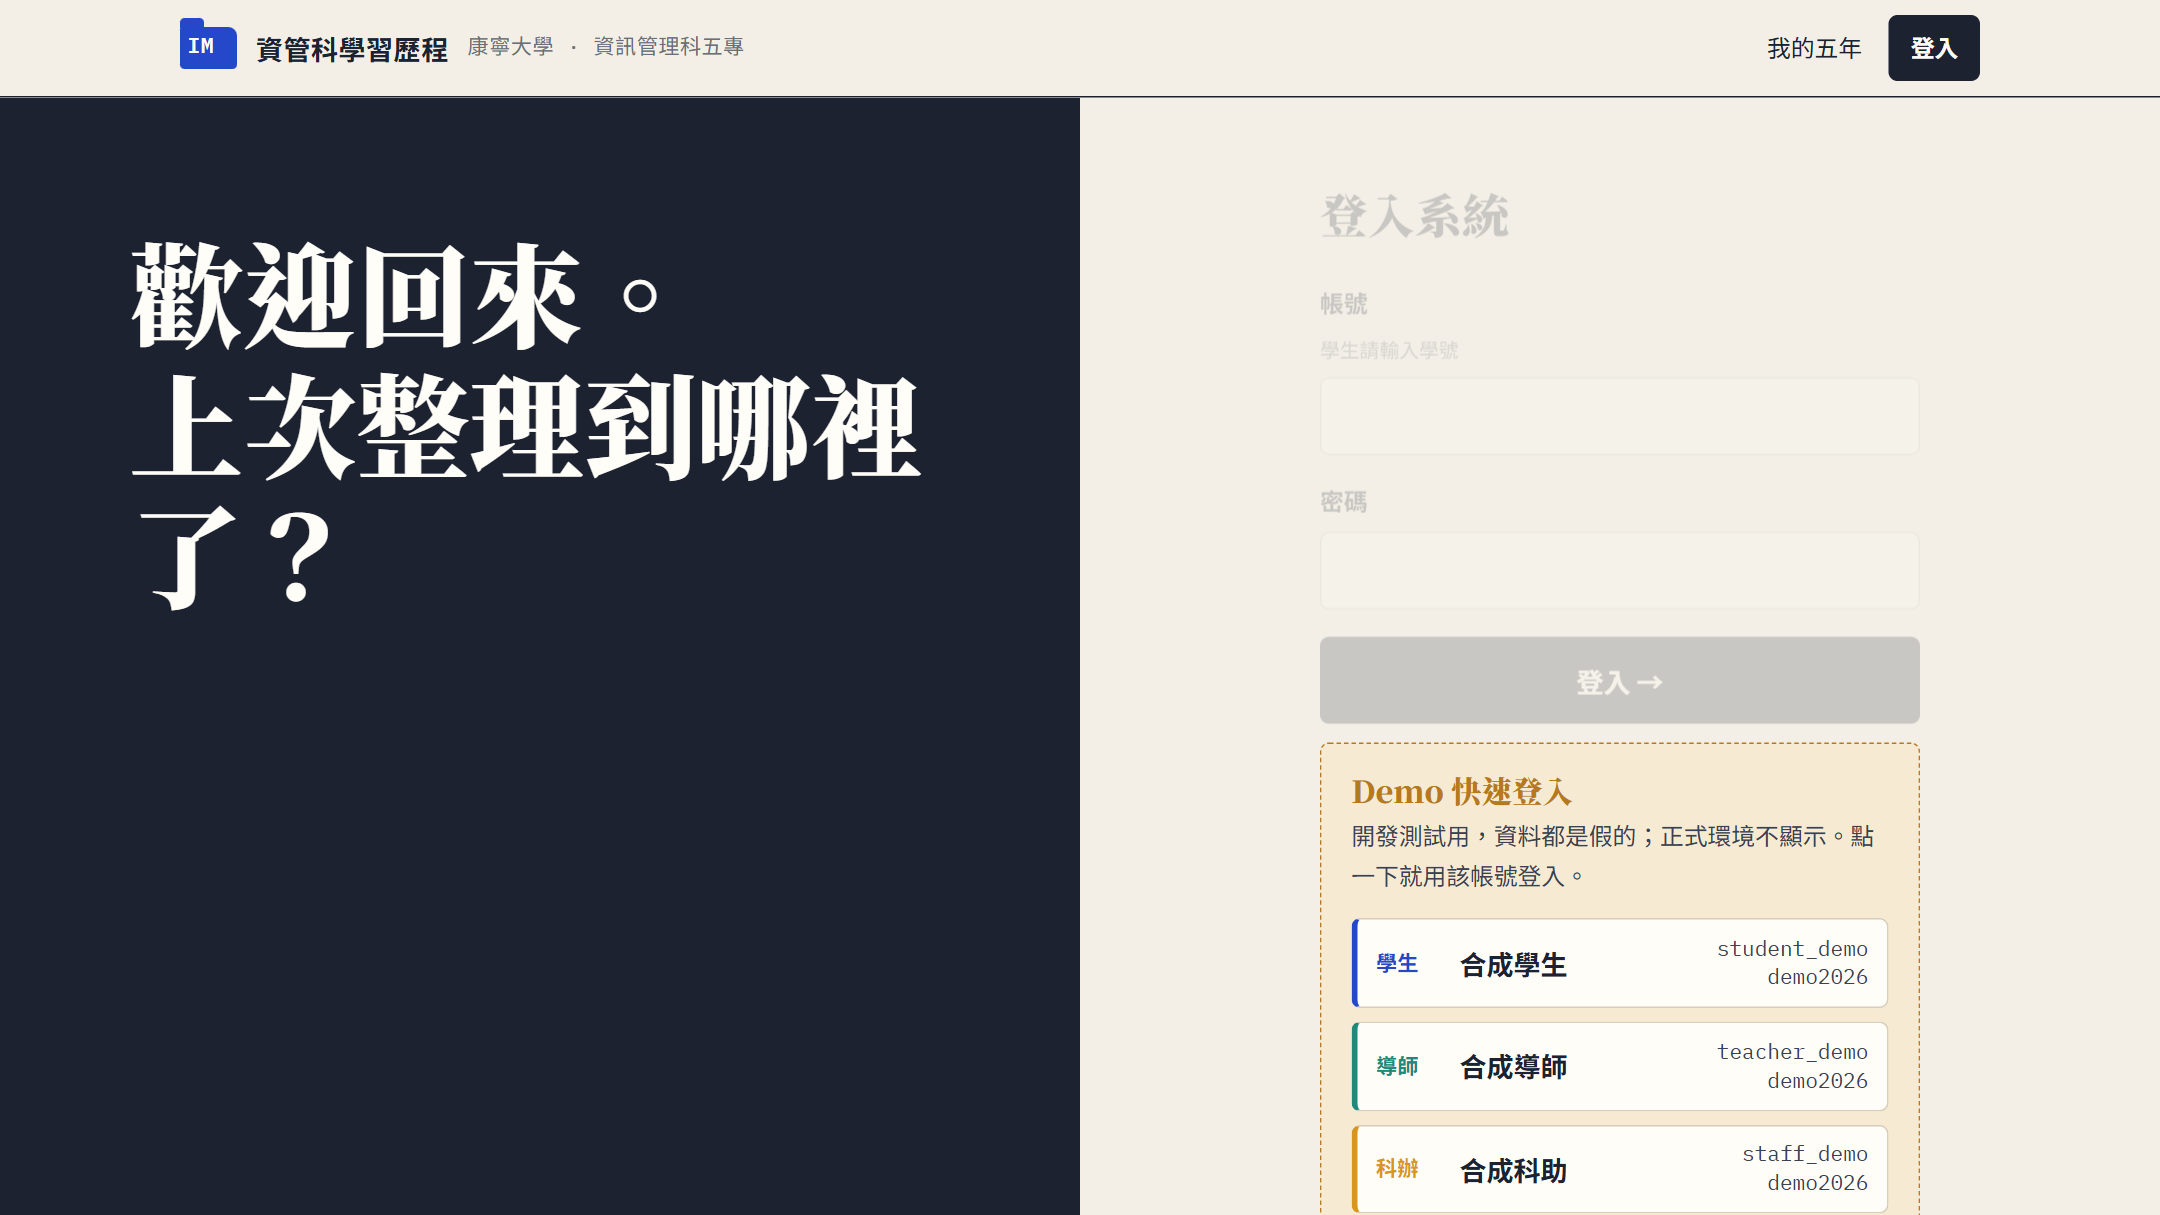 IM
資管科學習歷程
康寧大學 · 資訊管理科五專
我的五年
登入
歡迎回來。
上次整理到哪裡
了？
登入系統
帳號
學生請輸入學號
密碼
登入 →
Demo 快速登入
開發測試用，資料都是假的；正式環境不顯示。點
一下就用該帳號登入。
學生
合成學生
student_demo
demo2026
導師
合成導師
teacher_demo
demo2026
科辦
合成科助
staff_demo
demo2026